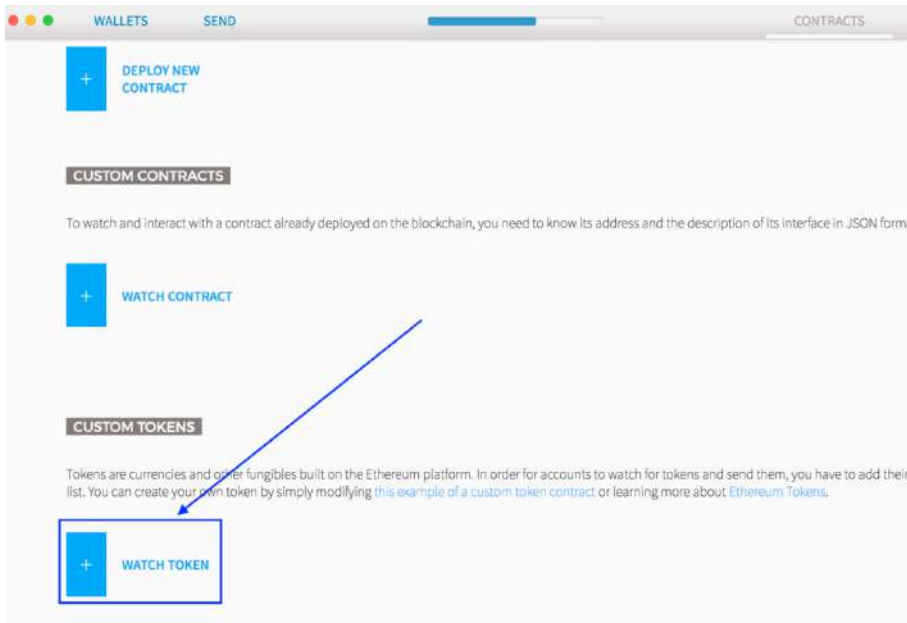 WALLETS SEND CONTRACTS
+ DEPLOY NEW
CONTRACT
CUSTOM CONTRACTS
To watch and interact with a contract already deployed on the blockchain, you need to know its address and the description of its interface in JSON form
+ WATCH CONTRACT
CUSTOM TOKENS
Tokens are currencies and other fungibles built on the Ethereum platform. In order for accounts to watch for tokens and send them, you have to add their
list. You can create your own token by simply modifying this example of a custom token contract or learning more about Ethereum Tokens.
+ WATCH TOKEN